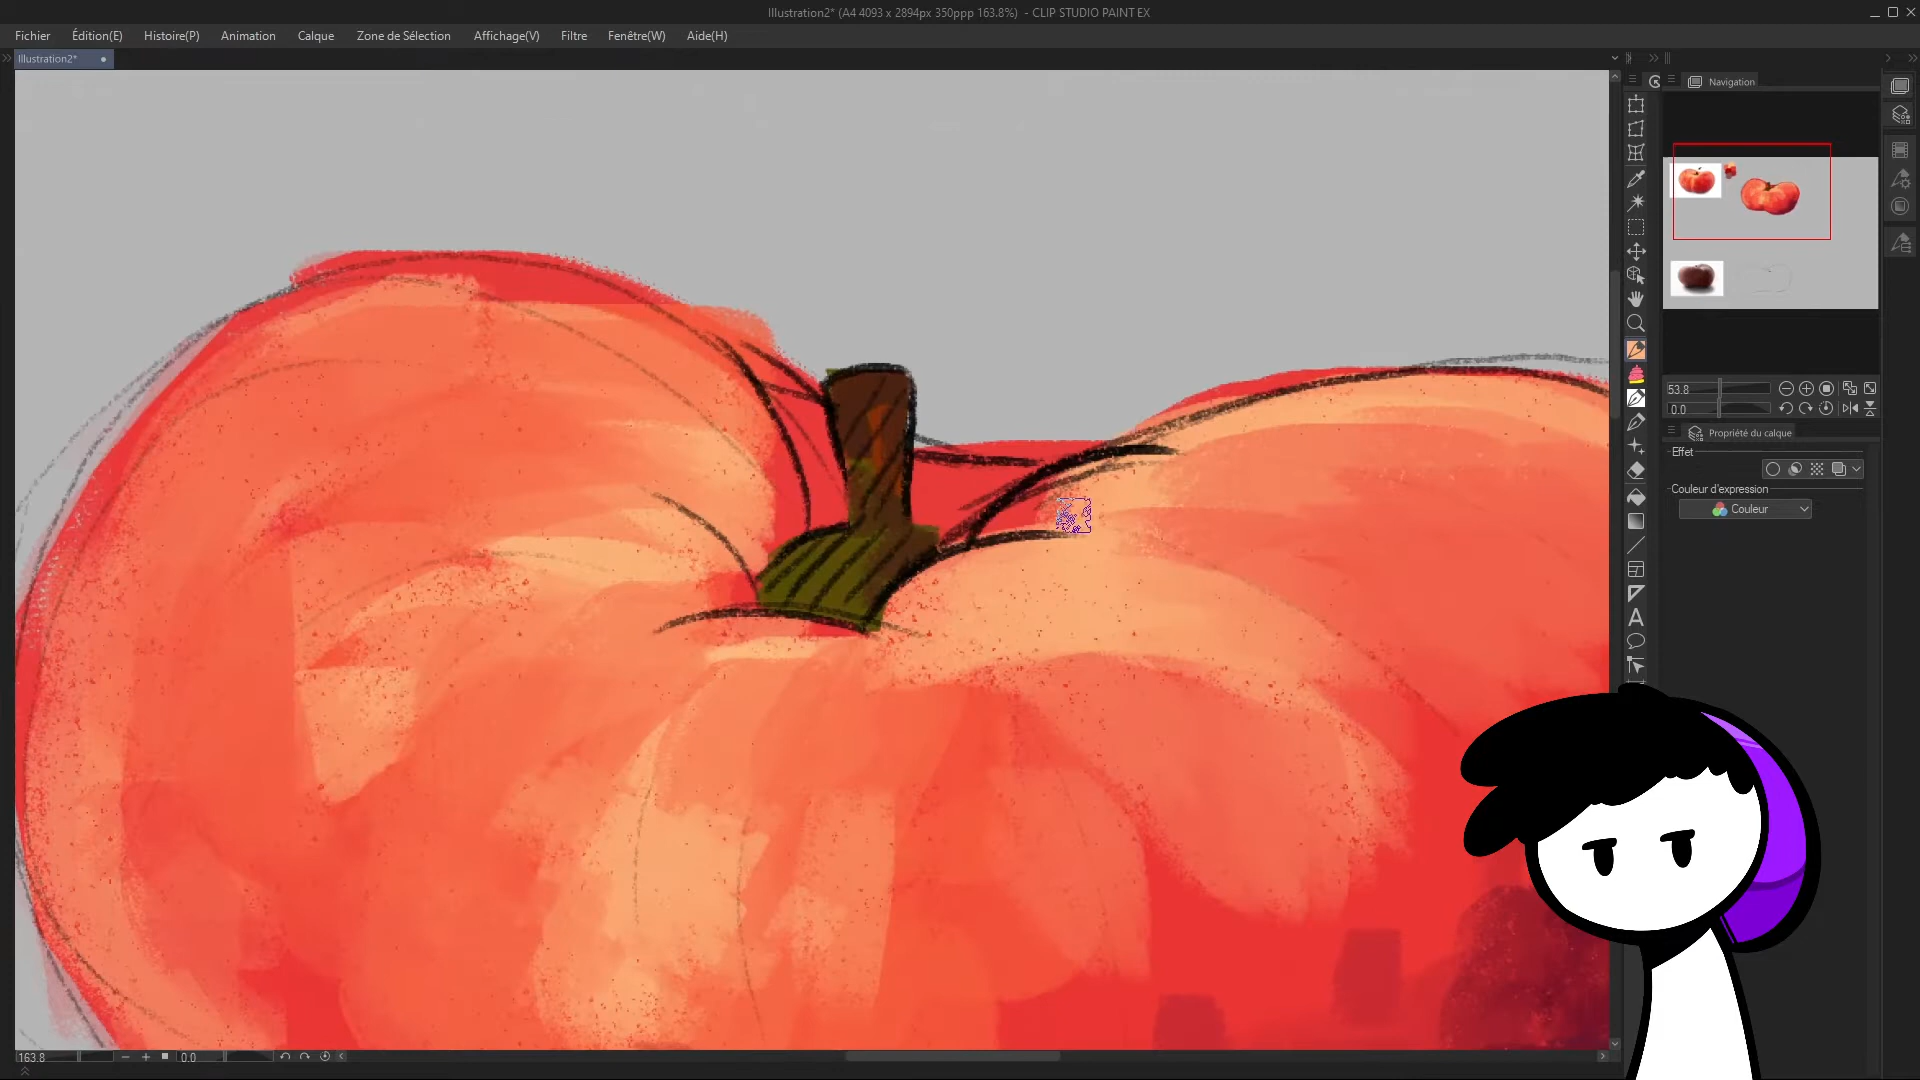 Illustration2* (A4 4093 x 2894px 350ppp 163.8%) - CLIP STUDIO PAINT EX
Fichier Édition(E) Histoire(P) Animation Calque Zone de Sélection Affichage(V) Filtre Fenêtre(W) Aide(H)
Illustration2*
Navigation
53.8
0.0
Propriété du calque
Effet
Couleur d'expression
Couleur
163.8 0.0